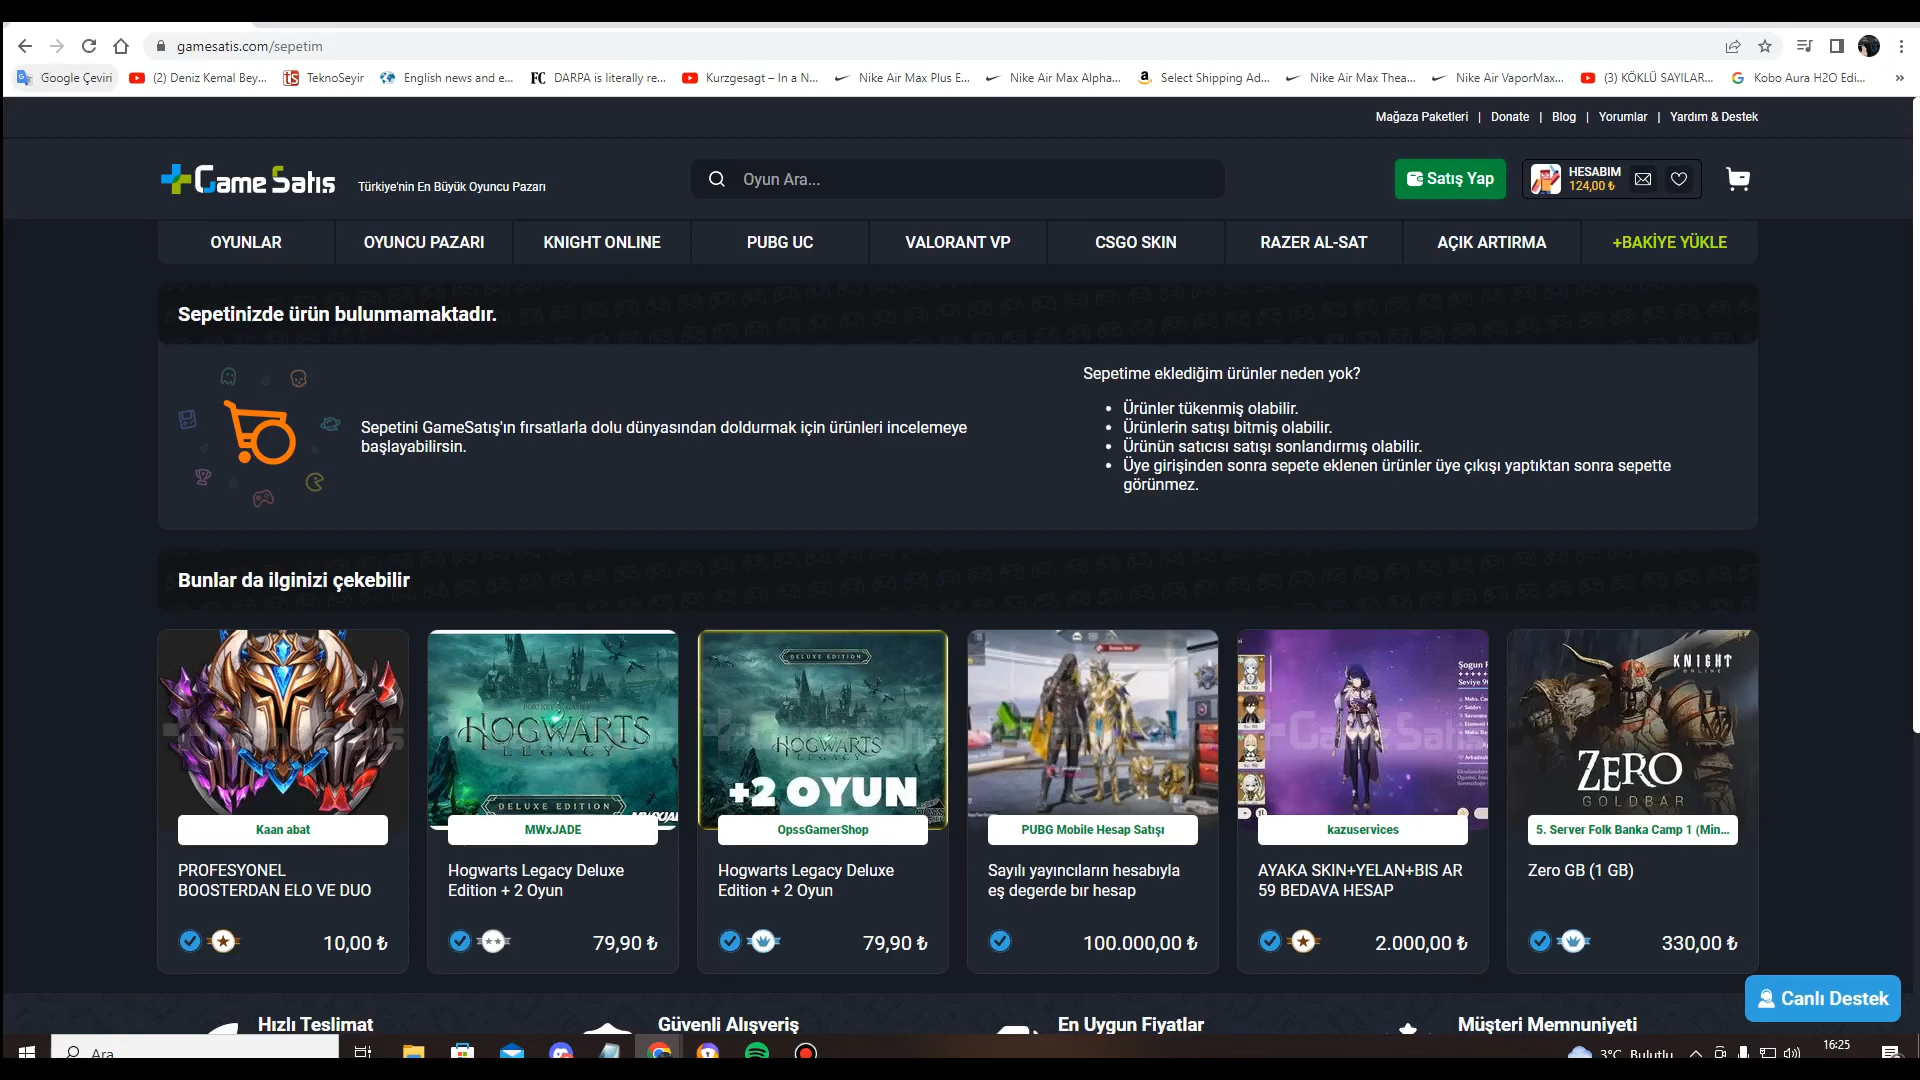 gamesatis.com/sepetim
Google Çeviri
(2) Deniz Kemal Bey...
TeknoSeyir
English news and e...
DARPA is literally re...
Kurzgesagt – In a N...
Nike Air Max Plus E...
Nike Air Max Alpha...
Select Shipping Ad...
Nike Air Max Thea...
Nike Air VaporMax...
(3) KÖKLÜ SAYILAR...
Kobo Aura H2O Edi...
Mağaza Paketleri | Donate | Blog | Yorumlar | Yardım & Destek
Game Satıs
Türkiye'nin En Büyük Oyuncu Pazarı
Oyun Ara...
Satış Yap
HESABIM
124,00 ₺
OYUNLAR
OYUNCU PAZARI
KNIGHT ONLINE
PUBG UC
VALORANT VP
CSGO SKIN
RAZER AL-SAT
AÇIK ARTIRMA
+BAKİYE YÜKLE
Sepetinizde ürün bulunmamaktadır.
Sepetini GameSatış'ın fırsatlarla dolu dünyasından doldurmak için ürünleri incelemeye
başlayabilirsin.
Sepetime eklediğim ürünler neden yok?
• Ürünler tükenmiş olabilir.
• Ürünlerin satışı bitmiş olabilir.
• Ürünün satıcısı satışı sonlandırmış olabilir.
• Üye girişinden sonra sepete eklenen ürünler üye çıkışı yaptıktan sonra sepette
görünmez.
Bunlar da ilginizi çekebilir
Kaan abat
PROFESYONEL
BOOSTERDAN ELO VE DUO
10,00 ₺
HOGWARTS
LEGACY
DELUXE EDITION
MWxJADE
Hogwarts Legacy Deluxe
Edition + 2 Oyun
79,90 ₺
DELUXE EDITION
HOGWARTS
LEGACY
+2 OYUN
OpssGamerShop
Hogwarts Legacy Deluxe
Edition + 2 Oyun
79,90 ₺
PUBG Mobile Hesap Satışı
Sayılı yayıncıların hesabıyla
eş degerde bır hesap
100.000,00 ₺
kazuservices
AYAKA SKIN+YELAN+BIS AR
59 BEDAVA HESAP
2.000,00 ₺
KNIGHT
ONLINE
ZERO
GOLDBAR
5. Server Folk Banka Camp 1 (Min...
Zero GB (1 GB)
330,00 ₺
Canlı Destek
Hızlı Teslimat
Güvenli Alışveriş
En Uygun Fiyatlar
Müşteri Memnuniyeti
Ara
3°C Bulutlu
16:25